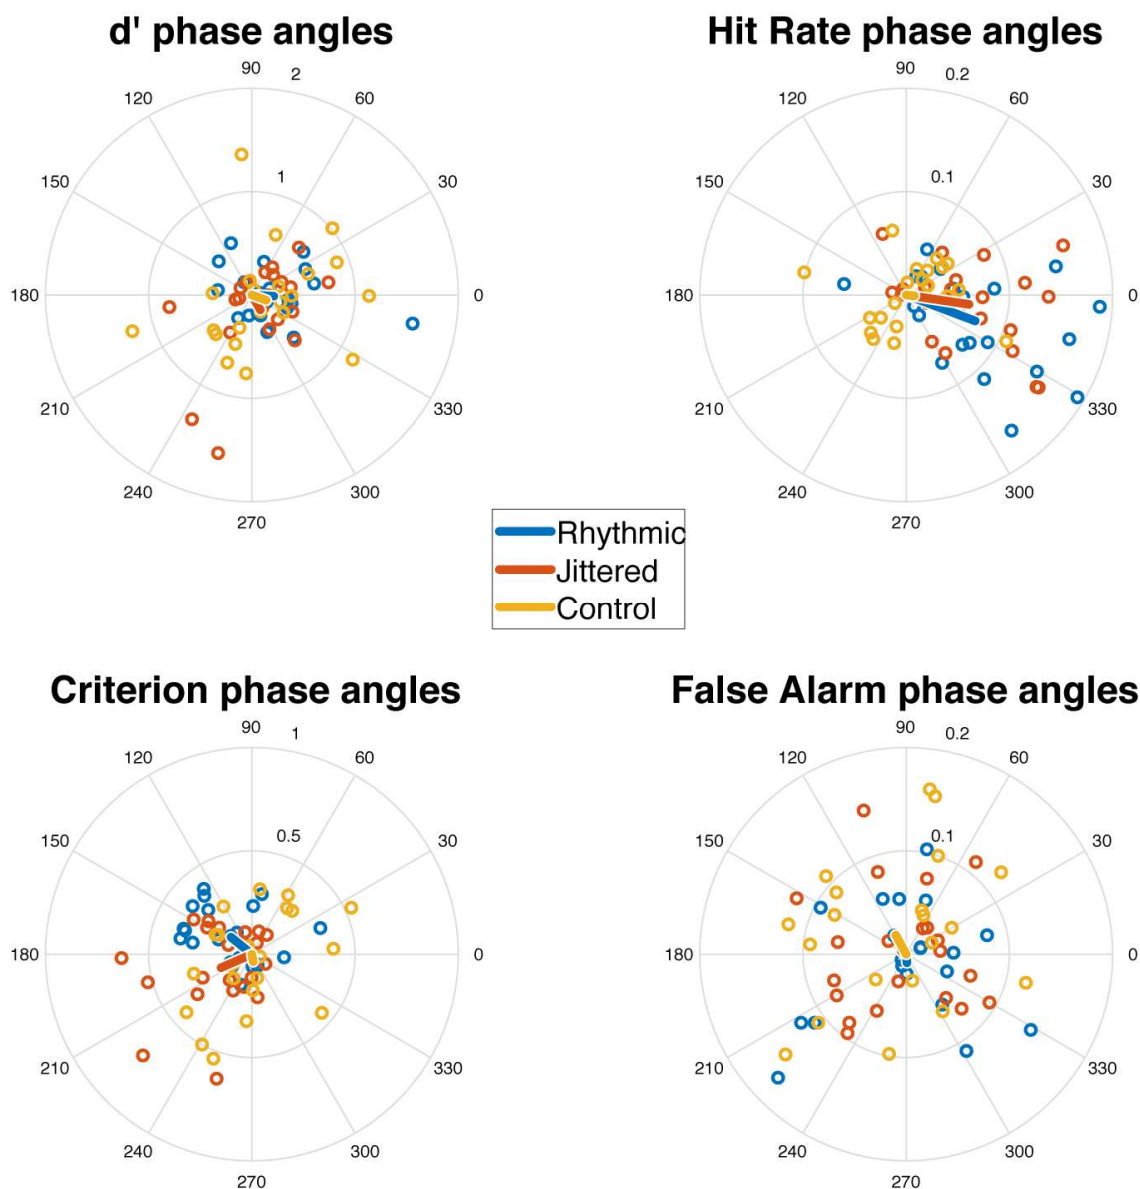 d' phase angles
Hit Rate phase angles
90 2
120 60
150 1 30
180 0
210 330
240 300
270
90 0.2
120 60
150 0.1 30
180 0
210 330
240 300
270
Rhythmic
Jittered
Control
Criterion phase angles
False Alarm phase angles
90 1
120 60
150 0.5 30
180 0
210 330
240 300
270
90 0.2
120 60
150 0.1 30
180 0
210 330
240 300
270